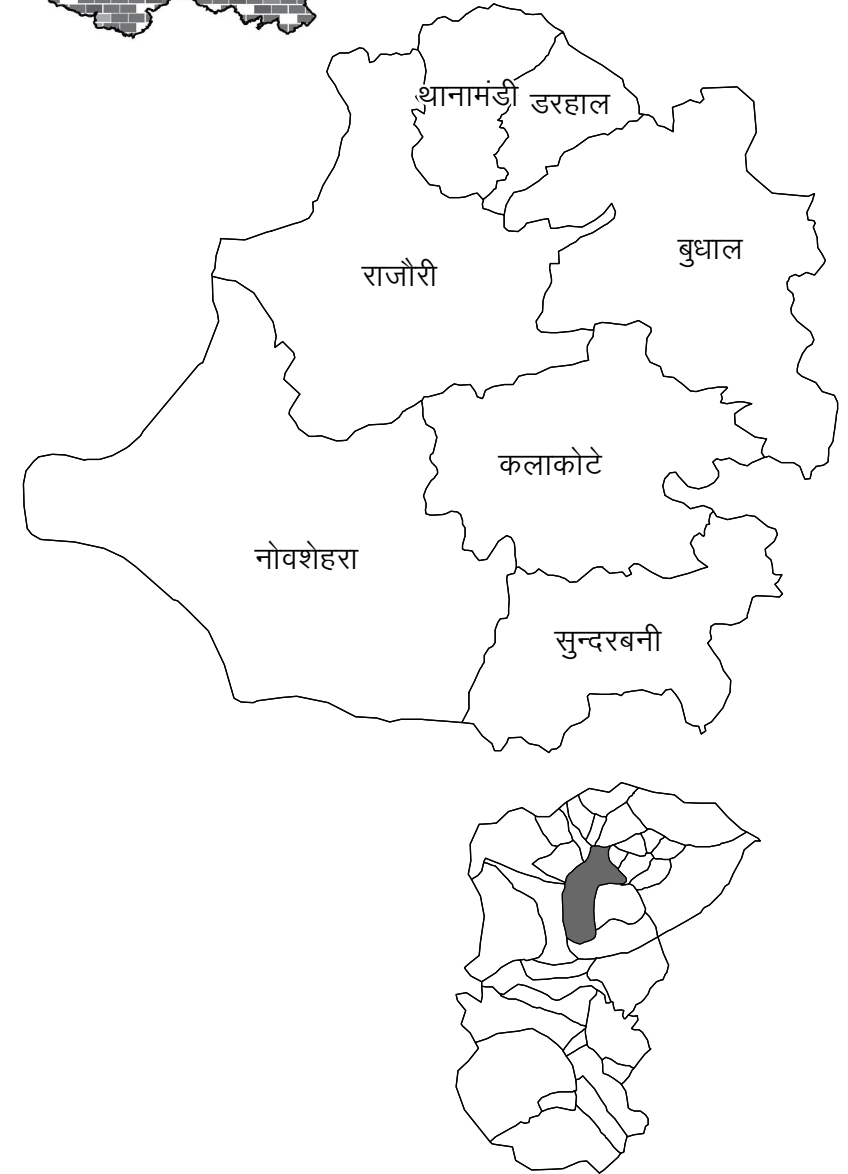 थानामंडी डरहाल
बुधाल
राजौरी
कलाकोटे
नोवशेहरा
सुन्दरबनी